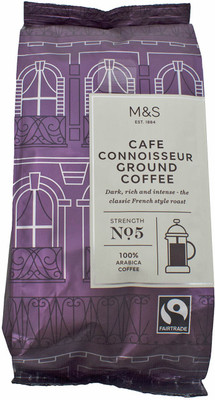 M&S
EST. 1884
CAFE
CONNOISSEUR
GROUND
COFFEE
Dark, rich and intense - the
classic French style roast
STRENGTH
No5
100%
ARABICA
COFFEE
FAIRTRADE